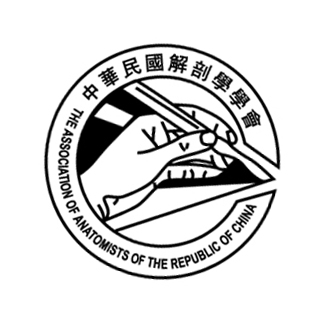 中華民國解剖學學會
THE ASSOCIATION OF ANATOMISTS OF THE REPUBLIC OF CHINA